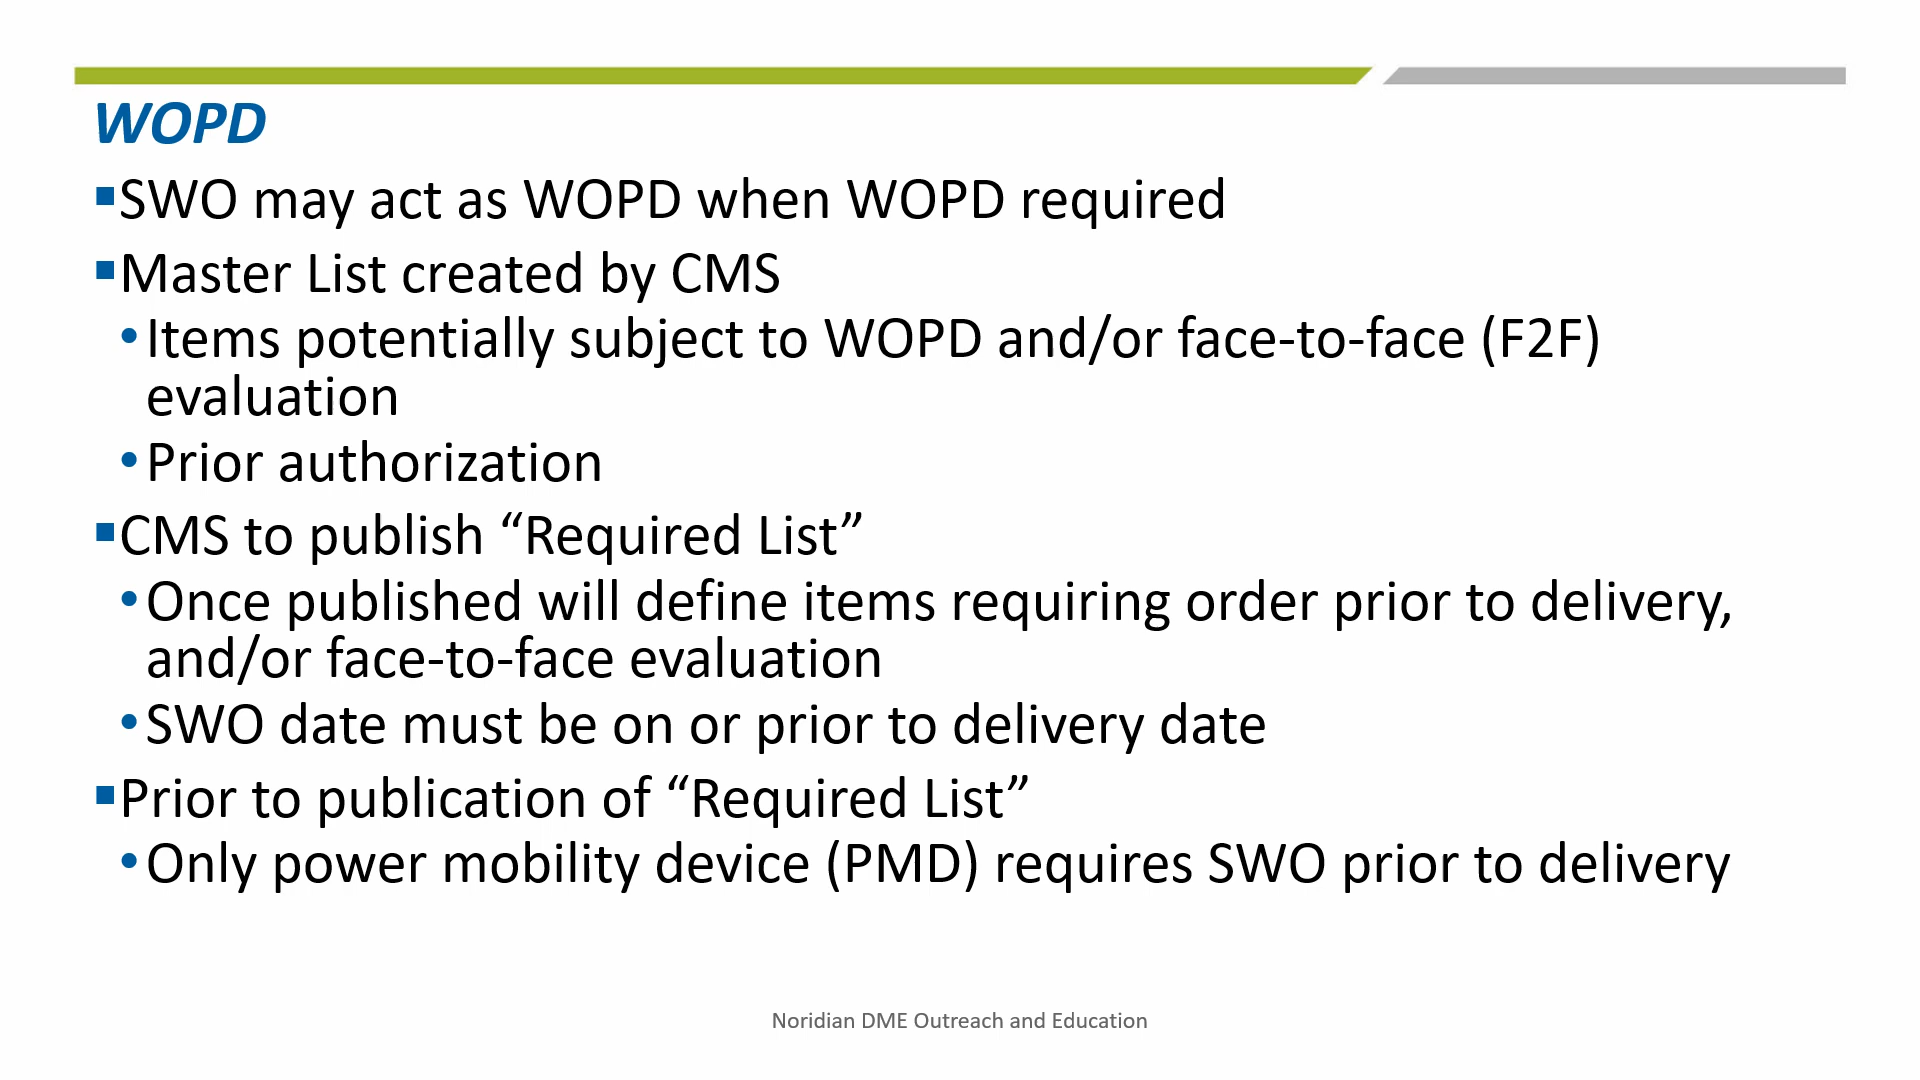 WOPD
▪SWO may act as WOPD when WOPD required
▪Master List created by CMS
•Items potentially subject to WOPD and/or face-to-face (F2F)
evaluation
•Prior authorization
▪CMS to publish “Required List”
•Once published will define items requiring order prior to delivery,
and/or face-to-face evaluation
•SWO date must be on or prior to delivery date
▪Prior to publication of “Required List”
•Only power mobility device (PMD) requires SWO prior to delivery
Noridian DME Outreach and Education